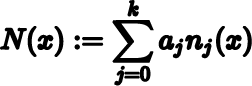 N(x) := \sum_{j=0}^{k} a_j n_j(x)